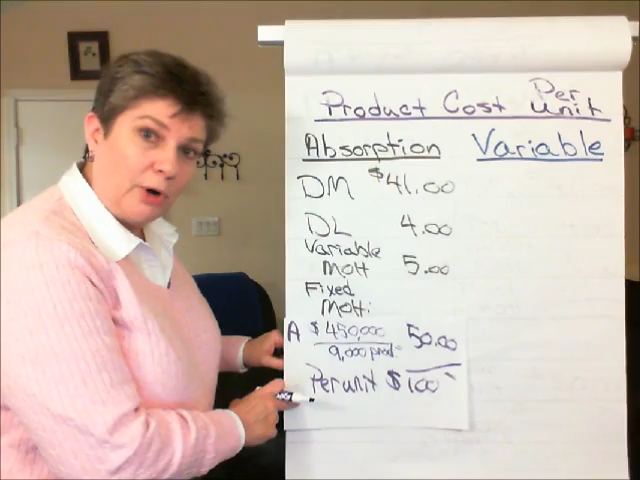 Product Cost Per Unit
Absorption Variable
DM $41.00
DL 4.00
Variable
MOH 5.00
Fixed
MOH:
A $450,000 50.00
9,000 prod.=
Per unit $100